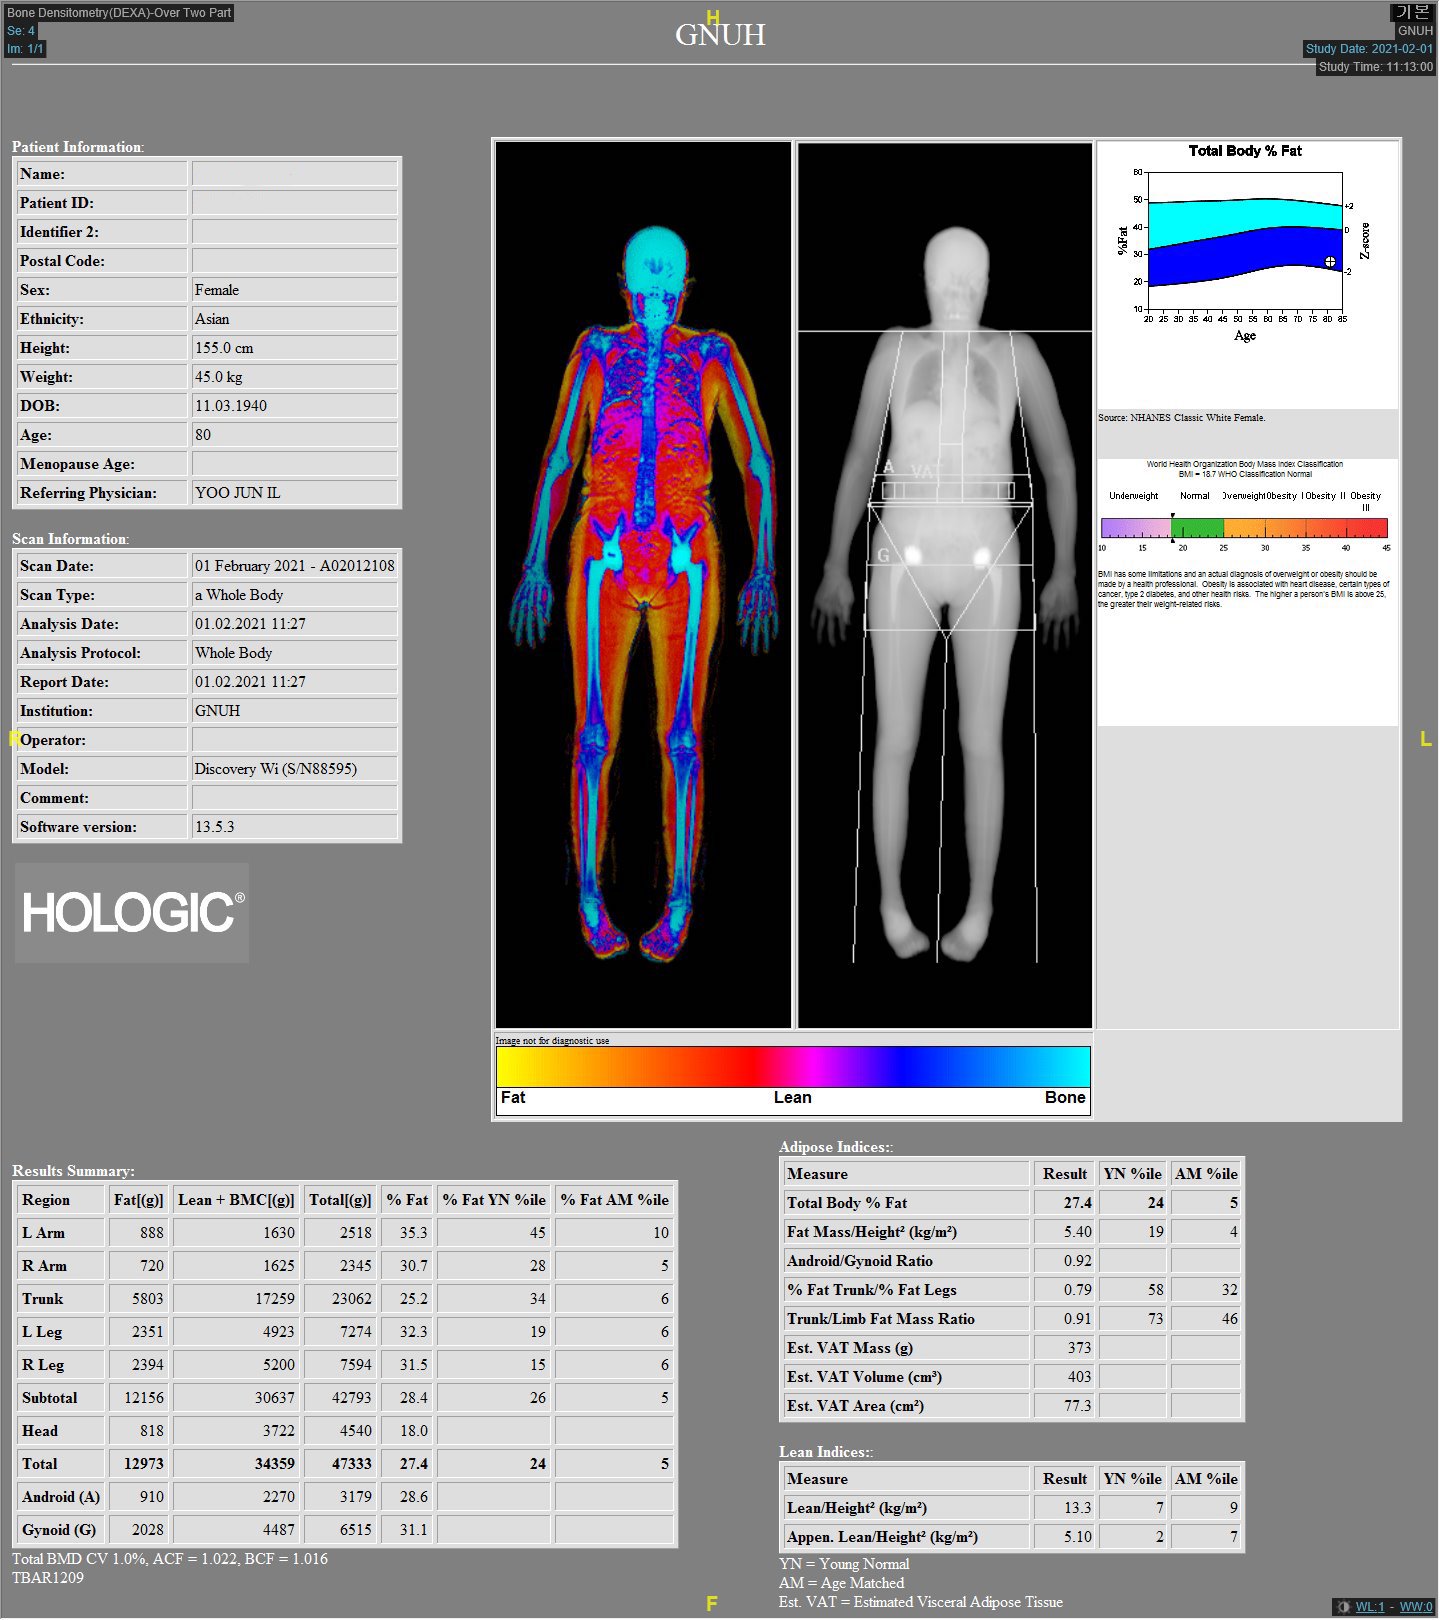 Bone Densitometry(DEXA)-Over Two Part
Se: 4
Im: 1/1
H
GNUH
기본
GNUH
Study Date: 2021-02-01
Study Time: 11:13:00
Patient Information:
Name:
Patient ID:
Identifier 2:
Postal Code:
Sex: Female
Ethnicity: Asian
Height: 155.0 cm
Weight: 45.0 kg
DOB: 11.03.1940
Age: 80
Menopause Age:
Referring Physician: YOO JUN IL
Scan Information:
Scan Date: 01 February 2021 - A02012108
Scan Type: a Whole Body
Analysis Date: 01.02.2021 11:27
Analysis Protocol: Whole Body
Report Date: 01.02.2021 11:27
Institution: GNUH
Operator:
Model: Discovery Wi (S/N88595)
Comment:
Software version: 13.5.3
HOLOGIC®
A VAT
G
Image not for diagnostic use
Fat Lean Bone
Total Body % Fat
%Fat
60
50
40
30
20
10
+2
0
-2
Z-score
20 25 30 35 40 45 50 55 60 65 70 75 80 85
Age
Source: NHANES Classic White Female.
World Health Organization Body Mass Index Classification
BMI = 18.7 WHO Classification Normal
Underweight Normal Overweight Obesity I Obesity II Obesity III
10 15 20 25 30 35 40 45
BMI has some limitations and an actual diagnosis of overweight or obesity should be
made by a health professional. Obesity is associated with heart disease, certain types of
cancer, type 2 diabetes, and other health risks. The higher a person's BMI is above 25,
the greater their weight-related risks.
L
Results Summary:
Region Fat[(g)] Lean + BMC[(g)] Total[(g)] % Fat % Fat YN %ile % Fat AM %ile
L Arm 888 1630 2518 35.3 45 10
R Arm 720 1625 2345 30.7 28 5
Trunk 5803 17259 23062 25.2 34 6
L Leg 2351 4923 7274 32.3 19 6
R Leg 2394 5200 7594 31.5 15 6
Subtotal 12156 30637 42793 28.4 26 5
Head 818 3722 4540 18.0
Total 12973 34359 47333 27.4 24 5
Android (A) 910 2270 3179 28.6
Gynoid (G) 2028 4487 6515 31.1
Total BMD CV 1.0%, ACF = 1.022, BCF = 1.016
TBAR1209
Adipose Indices::
Measure Result YN %ile AM %ile
Total Body % Fat 27.4 24 5
Fat Mass/Height² (kg/m²) 5.40 19 4
Android/Gynoid Ratio 0.92
% Fat Trunk/% Fat Legs 0.79 58 32
Trunk/Limb Fat Mass Ratio 0.91 73 46
Est. VAT Mass (g) 373
Est. VAT Volume (cm³) 403
Est. VAT Area (cm²) 77.3
Lean Indices::
Measure Result YN %ile AM %ile
Lean/Height² (kg/m²) 13.3 7 9
Appen. Lean/Height² (kg/m²) 5.10 2 7
YN = Young Normal
AM = Age Matched
Est. VAT = Estimated Visceral Adipose Tissue
F
WL:1 - WW:0